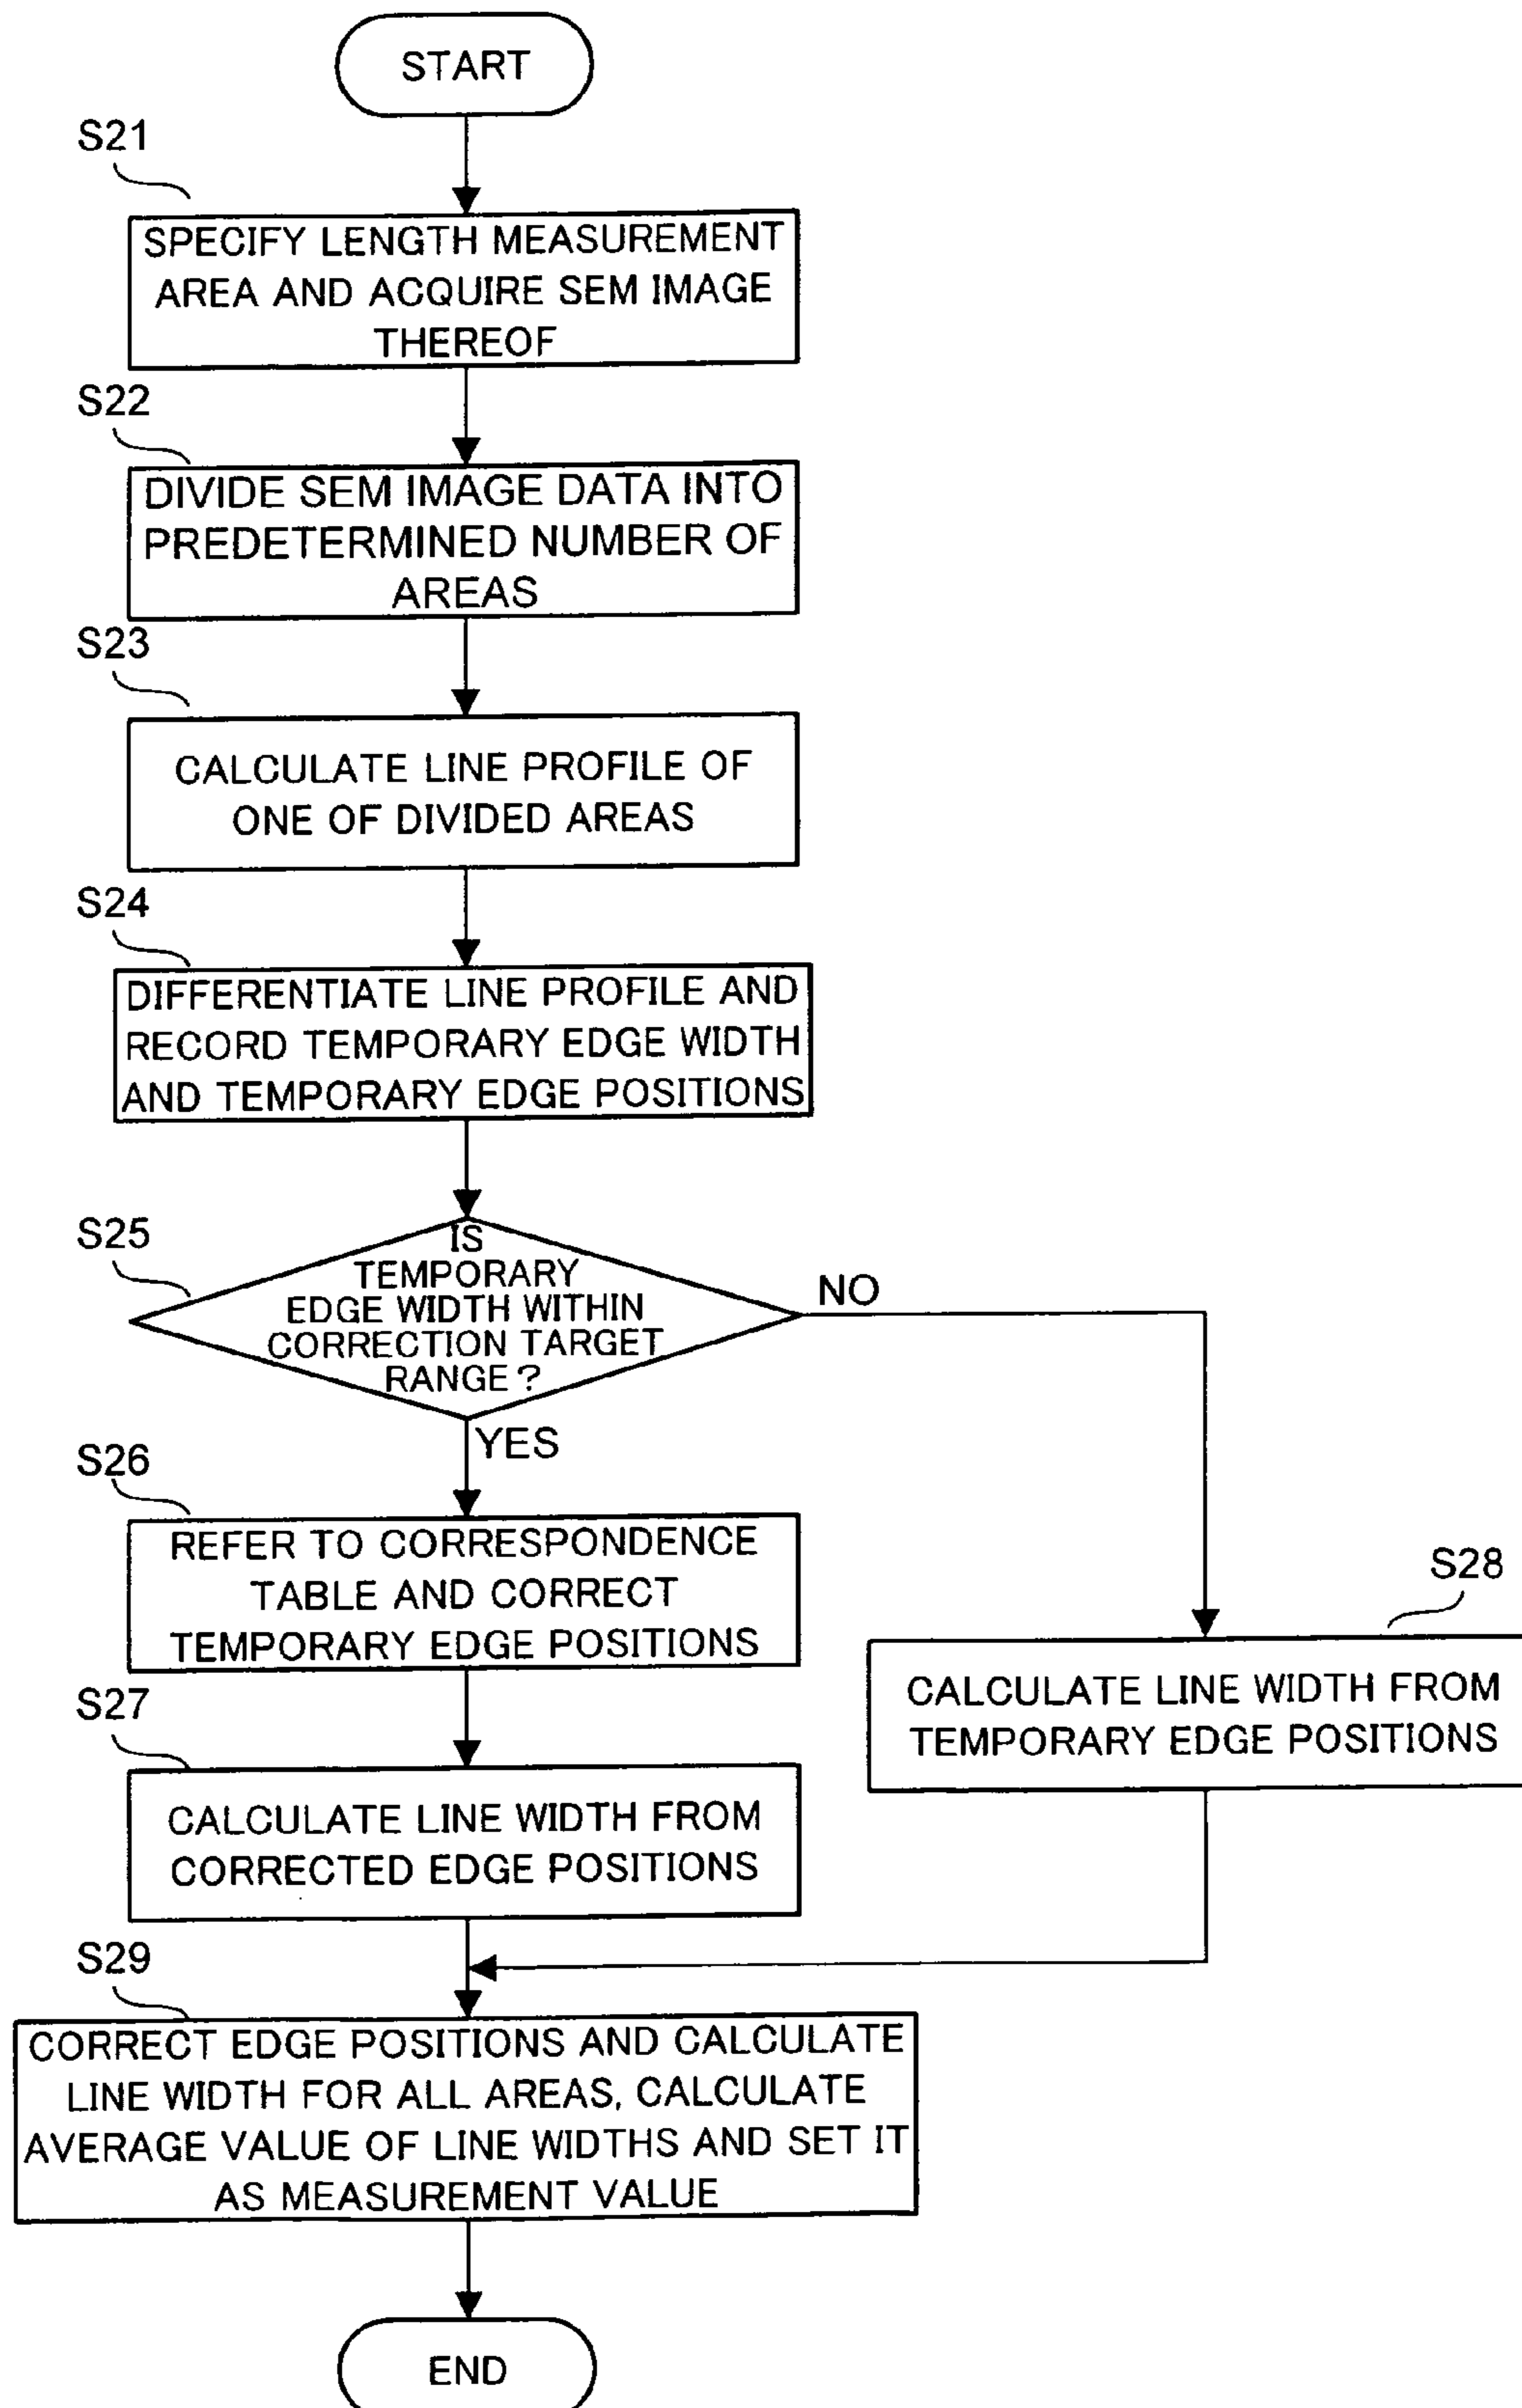 START
S21
SPECIFY LENGTH MEASUREMENT
AREA AND ACQUIRE SEM IMAGE
THEREOF
S22
DIVIDE SEM IMAGE DATA INTO
PREDETERMINED NUMBER OF
AREAS
S23
CALCULATE LINE PROFILE OF
ONE OF DIVIDED AREAS
S24
DIFFERENTIATE LINE PROFILE AND
RECORD TEMPORARY EDGE WIDTH
AND TEMPORARY EDGE POSITIONS
S25
IS
TEMPORARY
EDGE WIDTH WITHIN
CORRECTION TARGET
RANGE?
NO
YES
S26
REFER TO CORRESPONDENCE
TABLE AND CORRECT
TEMPORARY EDGE POSITIONS
S28
CALCULATE LINE WIDTH FROM
TEMPORARY EDGE POSITIONS
S27
CALCULATE LINE WIDTH FROM
CORRECTED EDGE POSITIONS
S29
CORRECT EDGE POSITIONS AND CALCULATE
LINE WIDTH FOR ALL AREAS, CALCULATE
AVERAGE VALUE OF LINE WIDTHS AND SET IT
AS MEASUREMENT VALUE
END